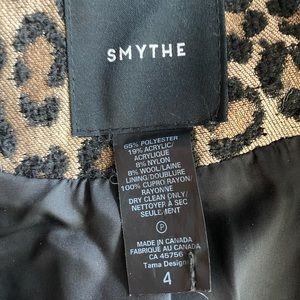 SMYTHE
65% POLYESTER
19% ACRYLIC/
ACRYLIQUE
8% NYLON
8% WOOL/LAINE
LINING/DOUBLURE
100% CUPRO RAYON/
RAYONNE
DRY CLEAN ONLY/
NETTOYER À SEC
SEULEMENT
P
MADE IN CANADA
FABRIQUÉ AU CANADA
CA 45756
Tama Designs
4